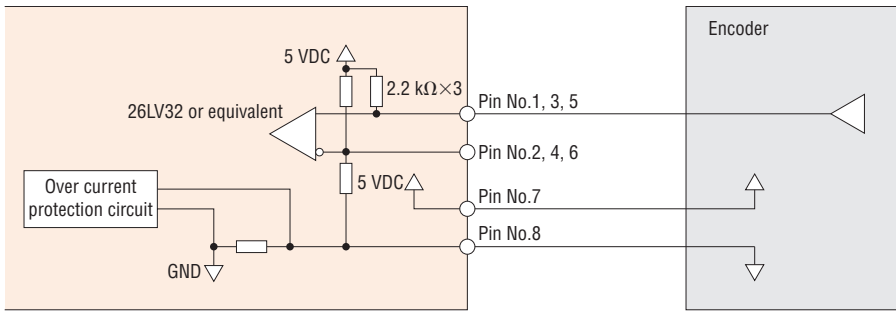 Encoder
5 VDC
2.2 kΩ×3
26LV32 or equivalent
Pin No.1, 3, 5
Pin No.2, 4, 6
Over current
protection circuit
5 VDC
Pin No.7
Pin No.8
GND